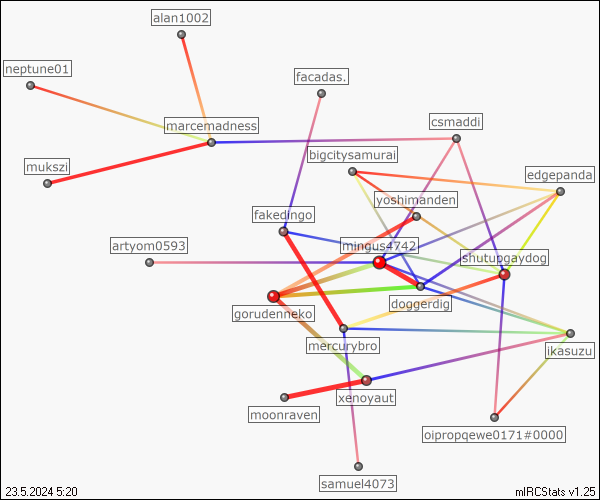 alan1002
neptune01
facadas.
marcemadness
csmaddi
bigcitysamurai
mukszi
edgepanda
yoshimanden
fakedingo
artyom0593
mingus4742
shutupgaydog
doggerdig
gorudenneko
mercurybro
ikasuzu
xenoyaut
moonraven
oipropqewe0171#0000
samuel4073
23.5.2024 5:20
mIRCStats v1.25